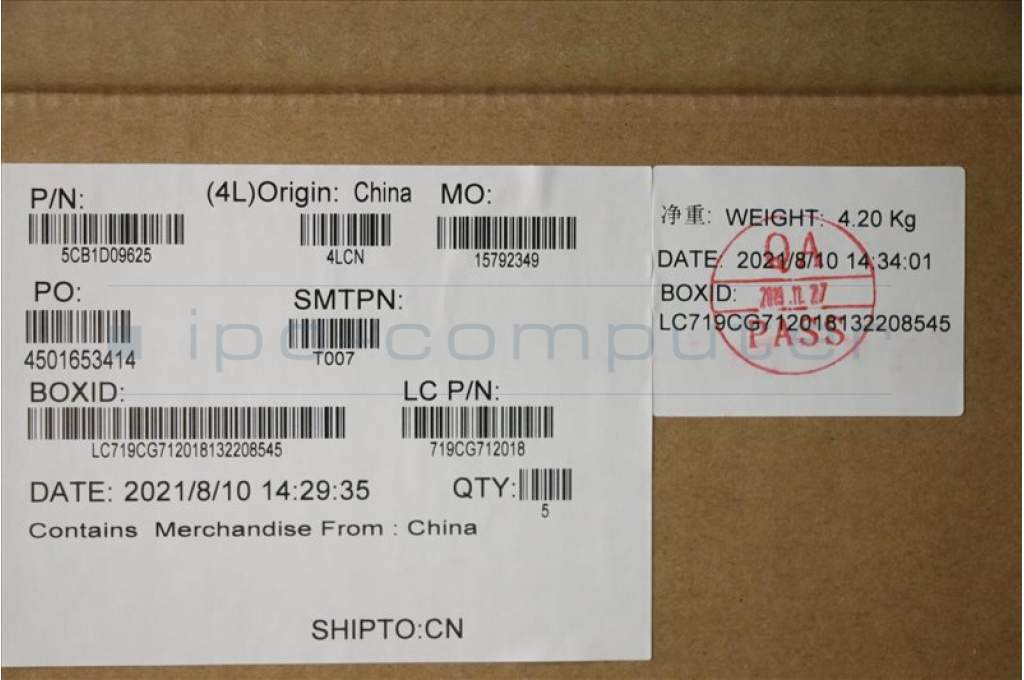 P/N:
5CB1D09625
(4L)Origin: China
4LCN
MO:
15792349
PO:
4501653414
SMTPN:
T007
BOXID:
LC719CG712018132208545
LC P/N:
719CG712018
DATE: 2021/8/10 14:29:35
QTY:
5
Contains Merchandise From : China
SHIPTO:CN
净重: WEIGHT: 4.20 Kg
DATE: 2021/8/10 14:34:01
BOXID:
LC719CG712018132208545
QA
PASS
ipc computer